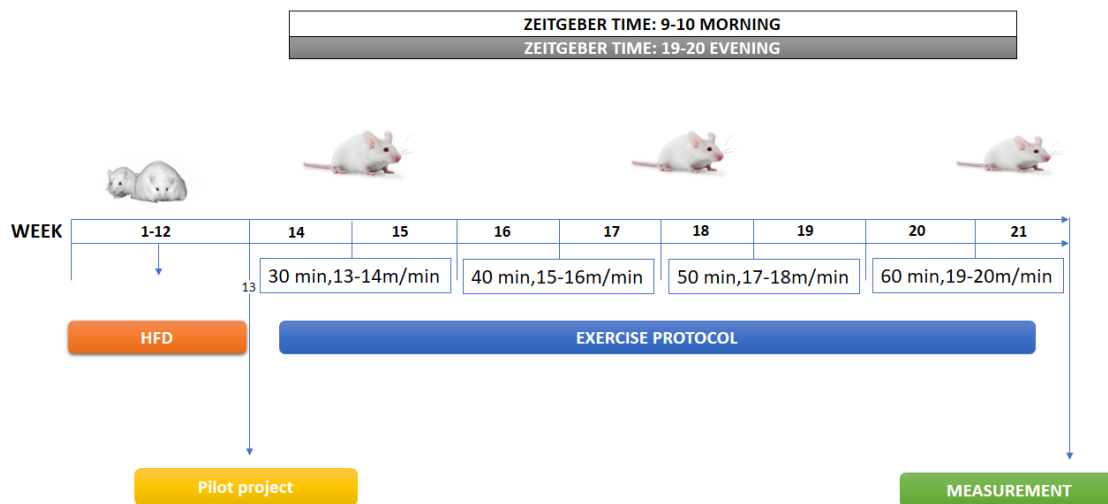 ZEITGEBER TIME: 9-10 MORNING
ZEITGEBER TIME: 19-20 EVENING
WEEK 1-12 14 15 16 17 18 19 20 21
13 30 min,13-14m/min 40 min,15-16m/min 50 min,17-18m/min 60 min,19-20m/min
HFD EXERCISE PROTOCOL
Pilot project MEASUREMENT